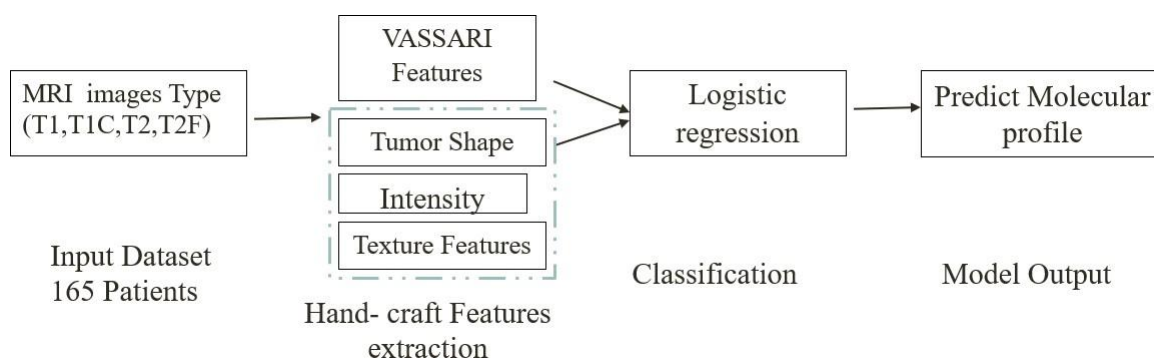 VASSARI
Features
MRI images Type
(T1,T1C,T2,T2F)
Tumor Shape
Intensity
Texture Features
Logistic
regression
Predict Molecular
profile
Input Dataset
165 Patients
Hand- craft Features
extraction
Classification
Model Output